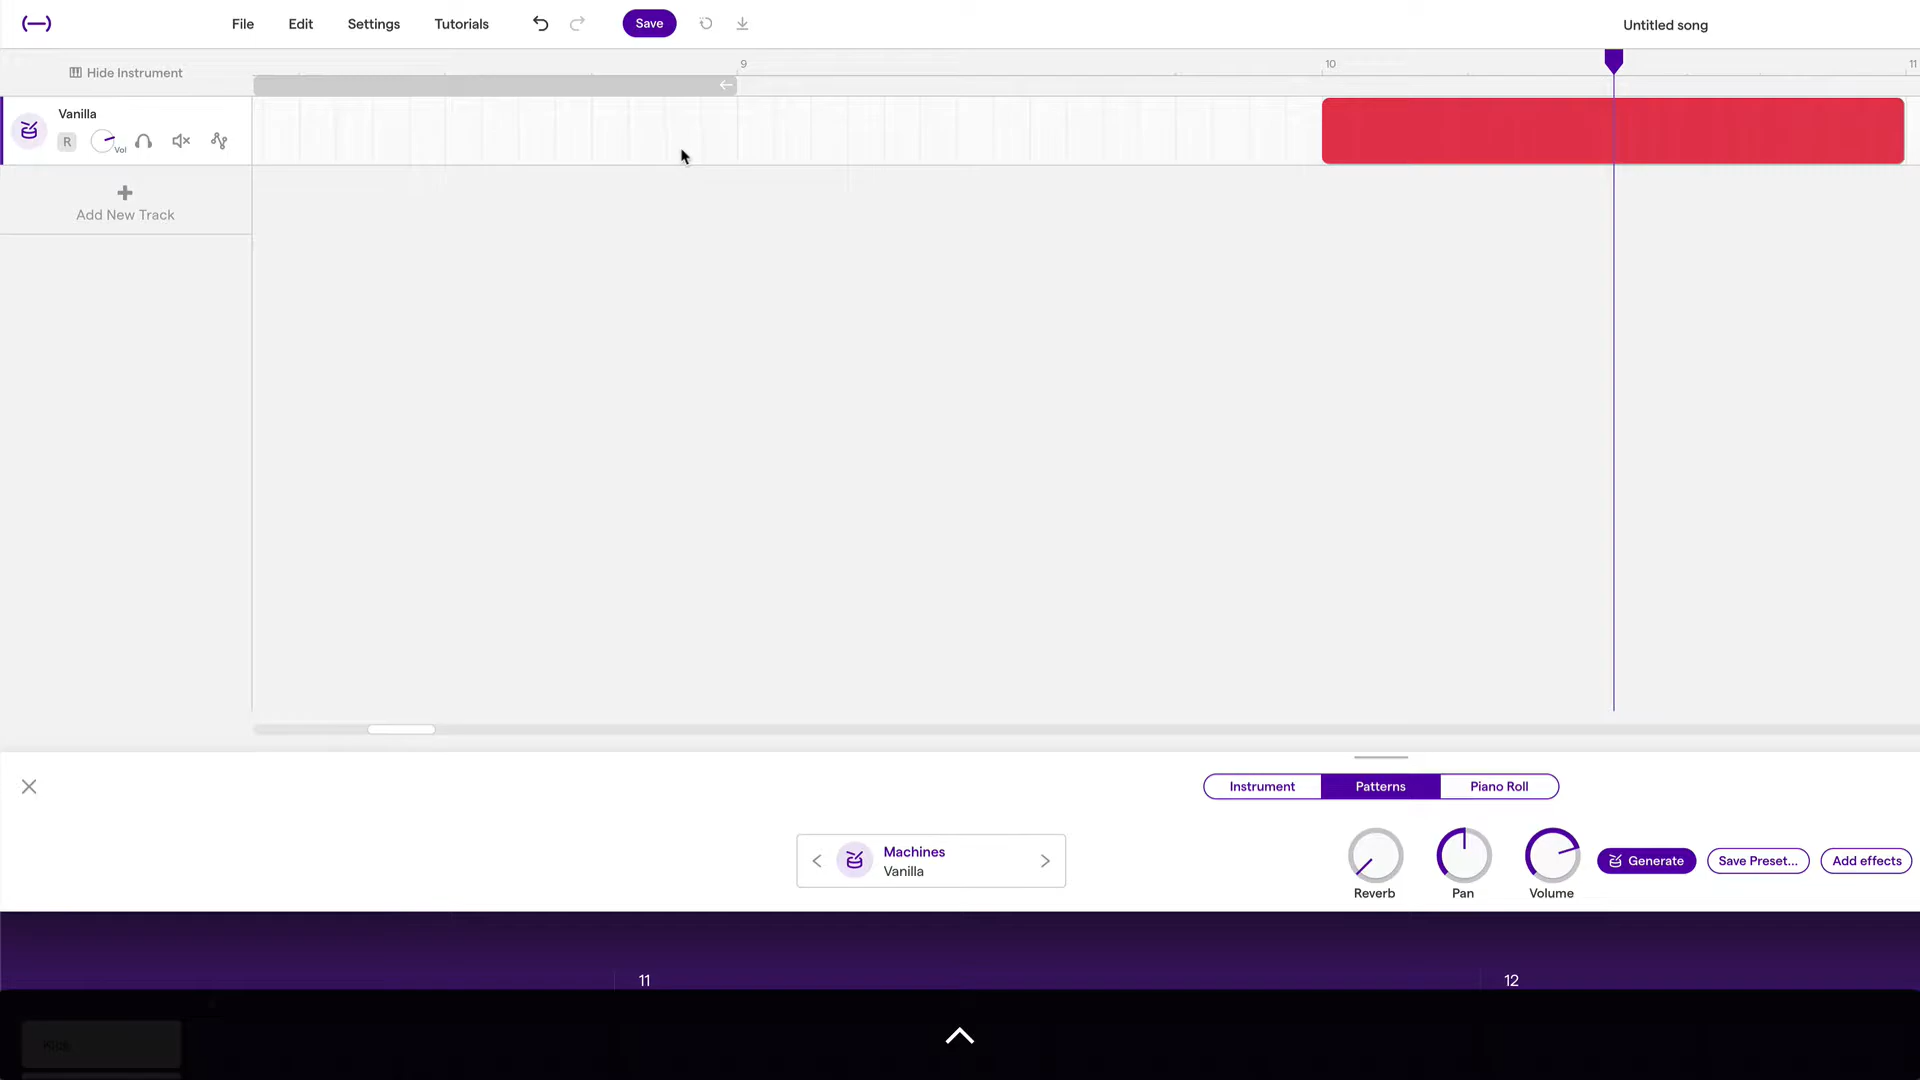 File Edit Settings Tutorials Save Untitled song
Hide Instrument
9 10 11
Vanilla
R Vol
Add New Track
Instrument Patterns Piano Roll
Machines
Vanilla
Generate Save Preset... Add effects
Reverb Pan Volume
11 12
Kick